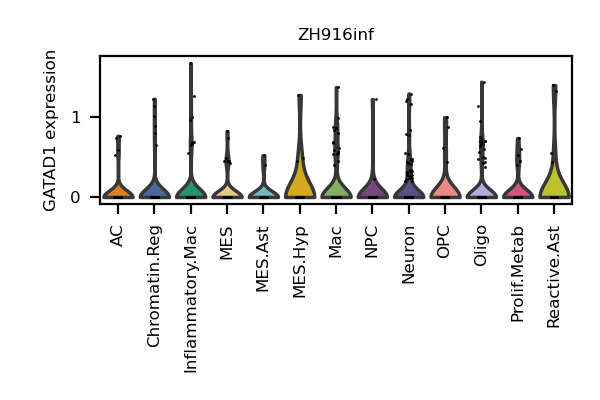 ZH916inf
GATAD1 expression
1
0
AC
Chromatin.Reg
Inflammatory.Mac
MES
MES.Ast
MES.Hyp
Mac
NPC
Neuron
OPC
Oligo
Prolif.Metab
Reactive.Ast